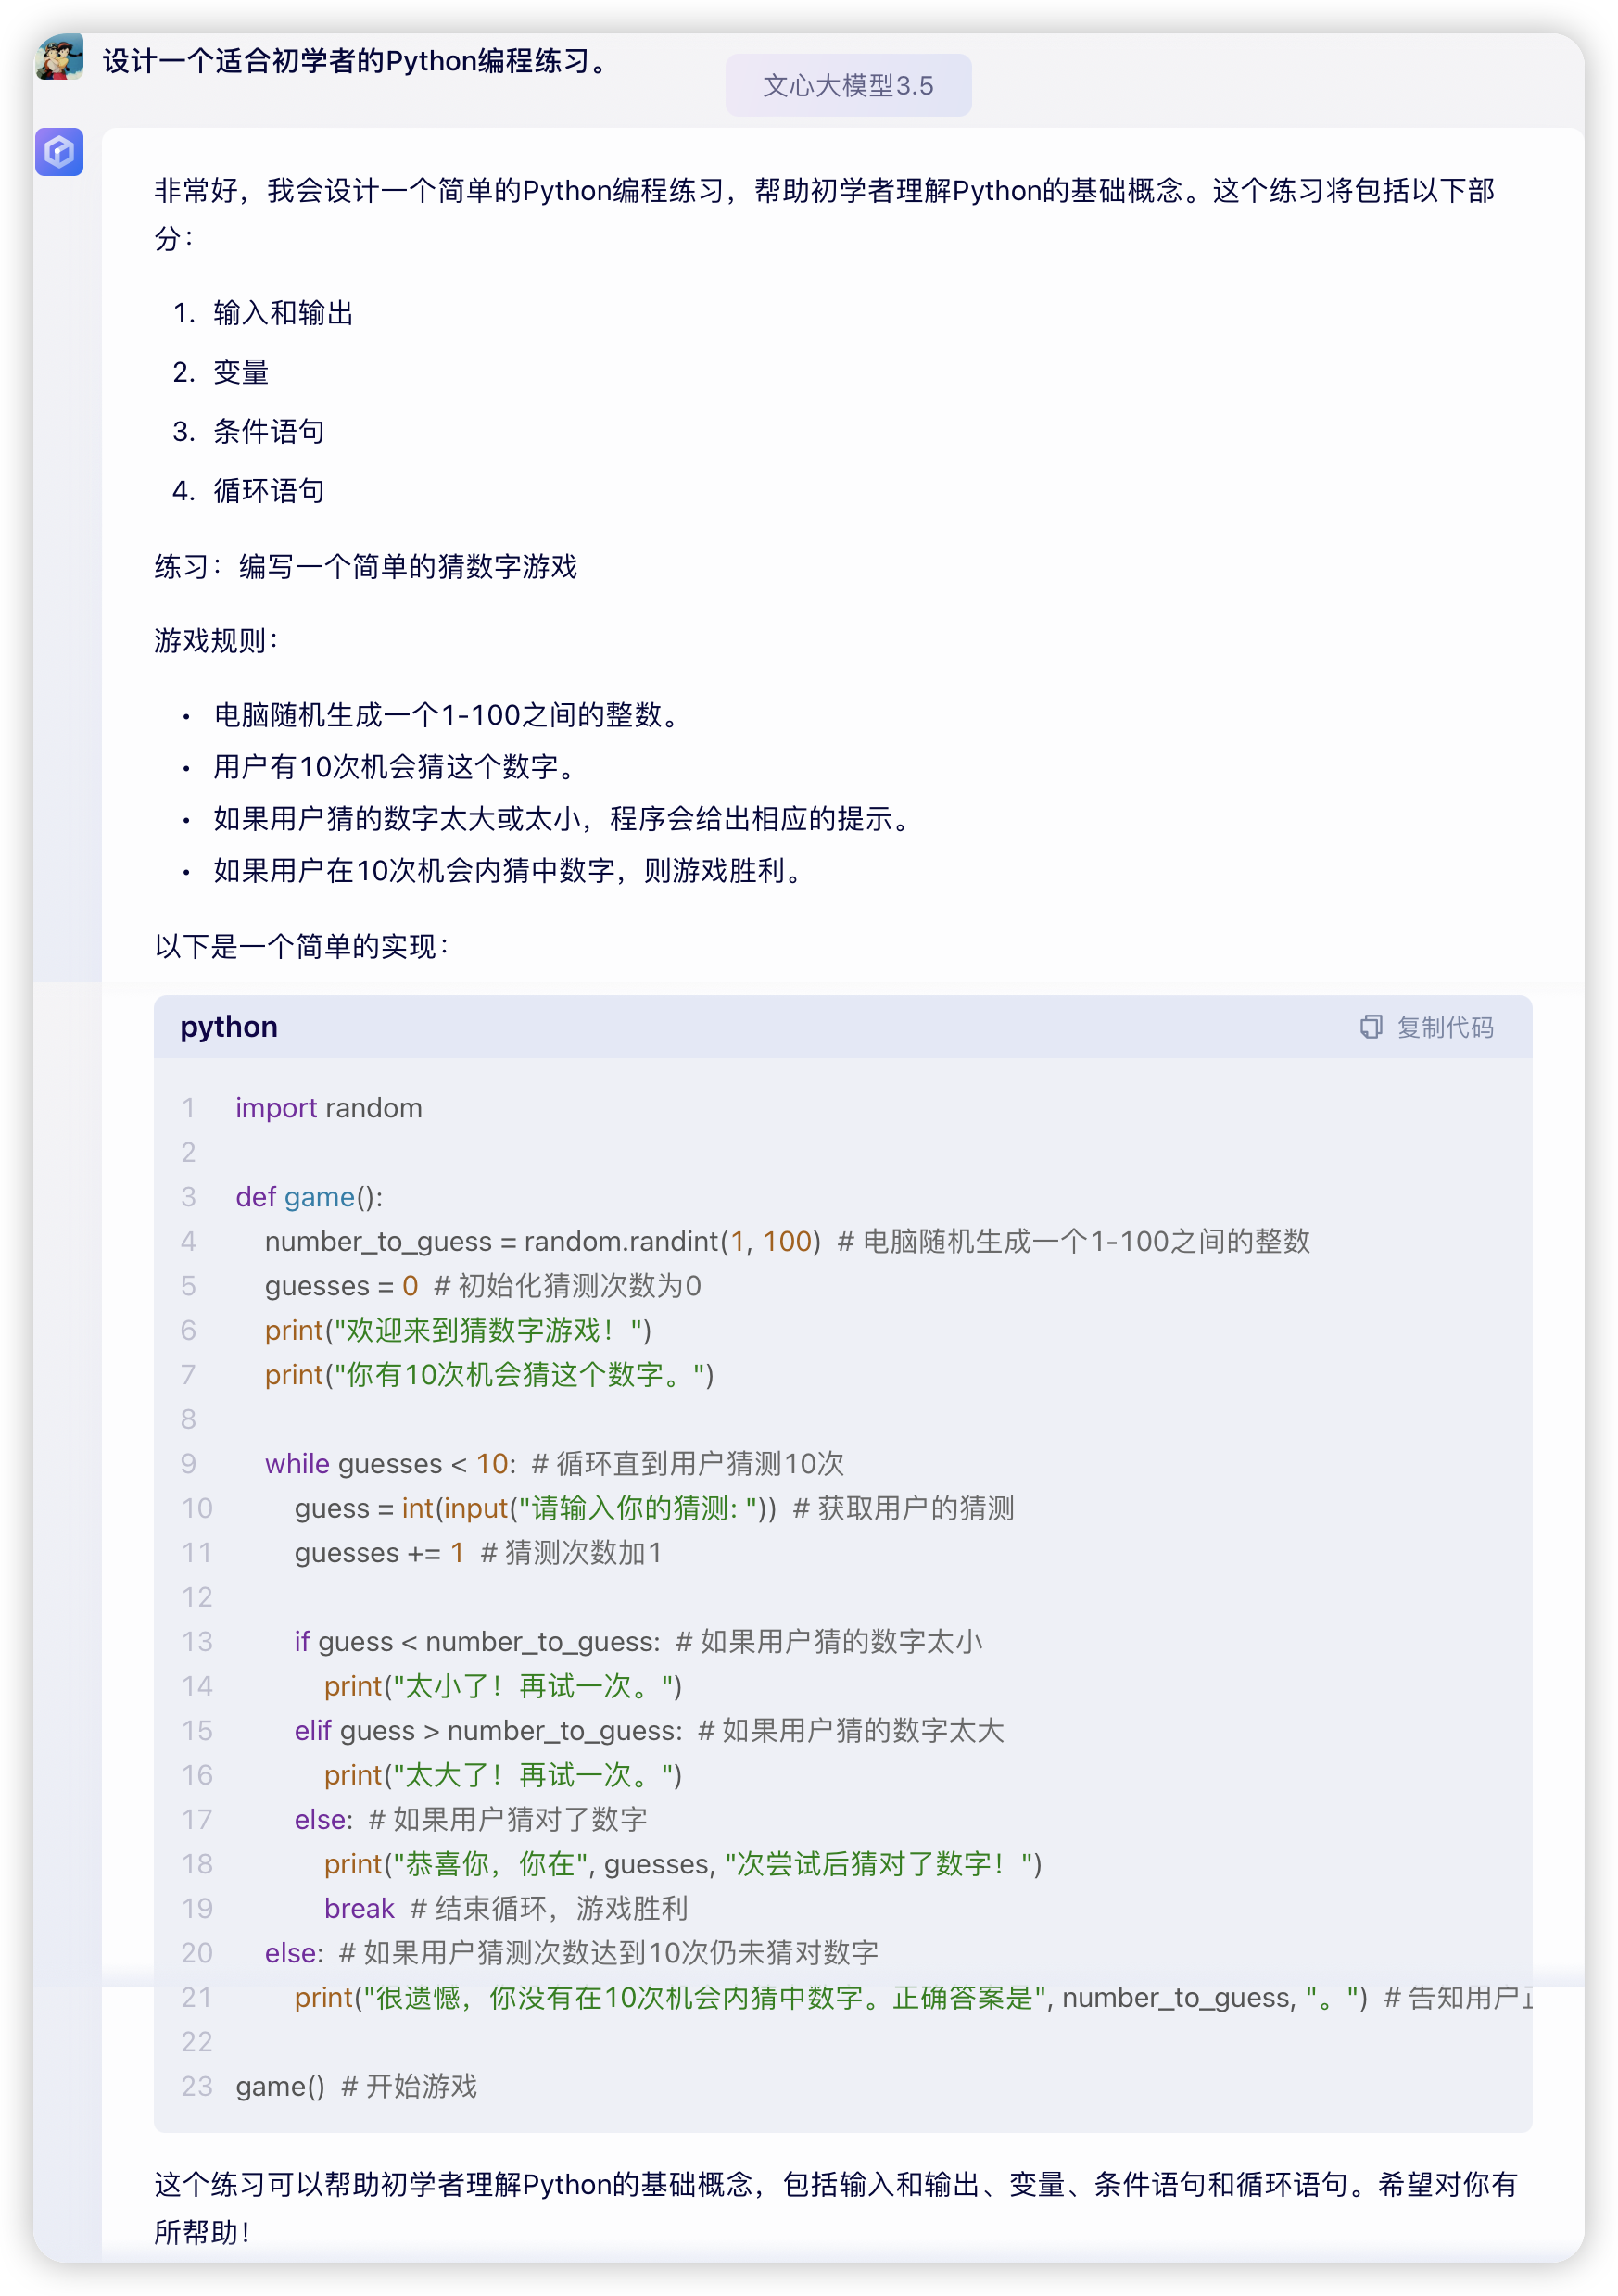 设计一个适合初学者的Python编程练习。
文心大模型3.5
非常好，我会设计一个简单的Python编程练习，帮助初学者理解Python的基础概念。这个练习将包括以下部
分：
1. 输入和输出
2. 变量
3. 条件语句
4. 循环语句
练习：编写一个简单的猜数字游戏
游戏规则：
• 电脑随机生成一个1-100之间的整数。
• 用户有10次机会猜这个数字。
• 如果用户猜的数字太大或太小，程序会给出相应的提示。
• 如果用户在10次机会内猜中数字，则游戏胜利。
以下是一个简单的实现：
python 复制代码
1 import random
2
3 def game():
4     number_to_guess = random.randint(1, 100)  # 电脑随机生成一个1-100之间的整数
5     guesses = 0  # 初始化猜测次数为0
6     print("欢迎来到猜数字游戏！")
7     print("你有10次机会猜这个数字。")
8
9     while guesses < 10:  # 循环直到用户猜测10次
10         guess = int(input("请输入你的猜测: "))  # 获取用户的猜测
11         guesses += 1  # 猜测次数加1
12
13         if guess < number_to_guess:  # 如果用户猜的数字太小
14             print("太小了！再试一次。")
15         elif guess > number_to_guess:  # 如果用户猜的数字太大
16             print("太大了！再试一次。")
17         else:  # 如果用户猜对了数字
18             print("恭喜你，你在", guesses, "次尝试后猜对了数字！")
19             break  # 结束循环，游戏胜利
20     else:  # 如果用户猜测次数达到10次仍未猜对数字
21         print("很遗憾，你没有在10次机会内猜中数字。正确答案是", number_to_guess, "。")  # 告知用户
22
23 game()  # 开始游戏
这个练习可以帮助初学者理解Python的基础概念，包括输入和输出、变量、条件语句和循环语句。希望对你有
所帮助！